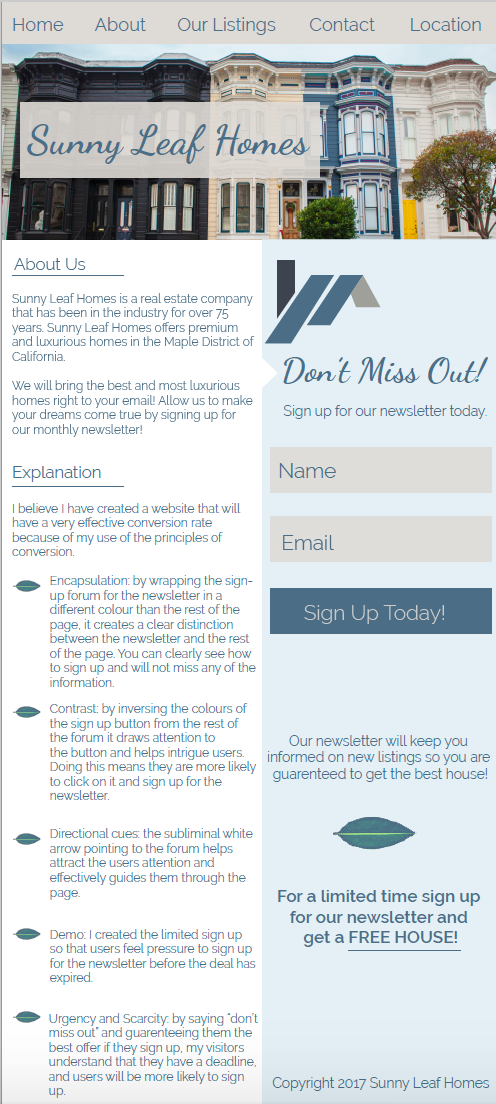 Home About Our Listings Contact Location
Sunny Leaf Homes
About Us
Sunny Leaf Homes is a real estate company
that has been in the industry for over 75
years. Sunny Leaf Homes offers premium
and luxurious homes in the Maple District of
California.
We will bring the best and most luxurious
homes right to your email! Allow us to make
your dreams come true by signing up for
our monthly newsletter!
Explanation
I believe I have created a website that will
have a very effective conversion rate
because of my use of the principles of
conversion.
Encapsulation: by wrapping the sign-
up forum for the newsletter in a
different colour than the rest of the
page, it creates a clear distinction
between the newsletter and the rest
of the page. You can clearly see how
to sign up and will not miss any of the
information.
Contrast: by inversing the colours of
the sign up button from the rest of
the forum it draws attention to
the button and helps intrigue users.
Doing this means they are more likely
to click on it and sign up for the
newsletter.
Directional cues: the subliminal white
arrow pointing to the forum helps
attract the users attention and
effectively guides them through the
page.
Demo: I created the limited sign up
so that users feel pressure to sign up
for the newsletter before the deal has
expired.
Urgency and Scarcity: by saying "don't
miss out" and guarenteeing them the
best offer if they sign up, my visitors
understand that they have a deadline,
and users will be more likely to sign
up.
Don't Miss Out!
Sign up for our newsletter today.
Name
Email
Sign Up Today!
Our newsletter will keep you
informed on new listings so you are
guarenteed to get the best house!
For a limited time sign up
for our newsletter and
get a FREE HOUSE!
Copyright 2017 Sunny Leaf Homes